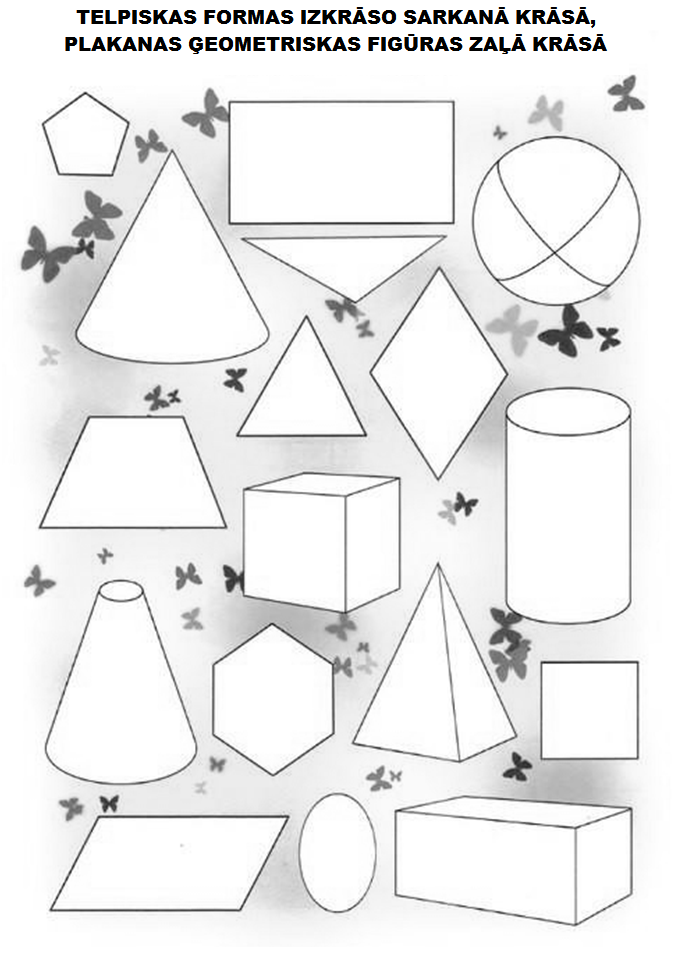 TELPISKAS FORMAS IZKRĀSO SARKANĀ KRĀSĀ,
PLAKANAS ĢEOMETRISKAS FIGŪRAS ZAĻĀ KRĀSĀ